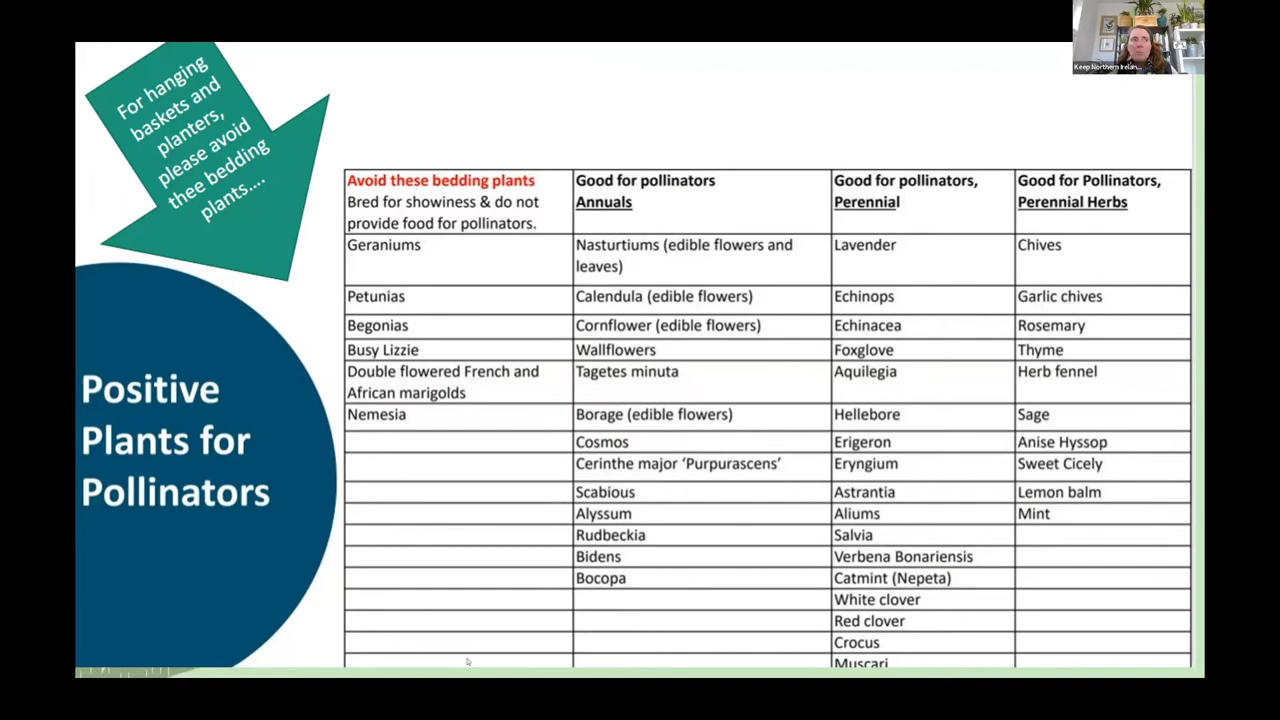 Keep Northern Irelan...
For hanging
baskets and
planters,
please avoid
thee bedding
plants....
Positive
Plants for
Pollinators
Avoid these bedding plants
Bred for showiness & do not
provide food for pollinators.
Good for pollinators
Annuals
Good for pollinators,
Perennial
Good for Pollinators,
Perennial Herbs
Geraniums
Nasturtiums (edible flowers and
leaves)
Lavender
Chives
Petunias
Calendula (edible flowers)
Echinops
Garlic chives
Begonias
Cornflower (edible flowers)
Echinacea
Rosemary
Busy Lizzie
Wallflowers
Foxglove
Thyme
Double flowered French and
African marigolds
Tagetes minuta
Aquilegia
Herb fennel
Nemesia
Borage (edible flowers)
Hellebore
Sage
Cosmos
Erigeron
Anise Hyssop
Cerinthe major ‘Purpurascens’
Eryngium
Sweet Cicely
Scabious
Astrantia
Lemon balm
Alyssum
Aliums
Mint
Rudbeckia
Salvia
Bidens
Verbena Bonariensis
Bocopa
Catmint (Nepeta)
White clover
Red clover
Crocus
Muscari